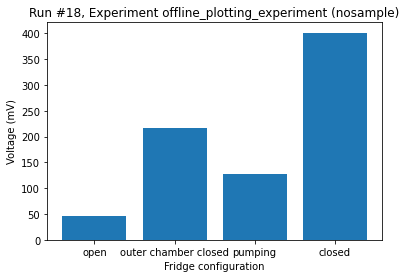 Run #18, Experiment offline_plotting_experiment (nosample)
Voltage (mV)
400
350
300
250
200
150
100
50
0
open outer chamber closed pumping closed
Fridge configuration